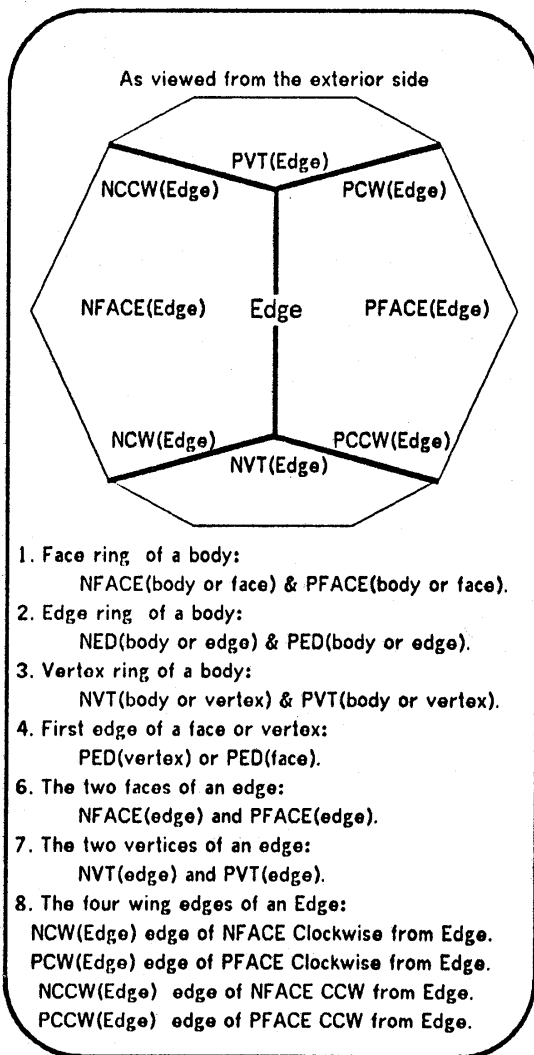 As viewed from the exterior side
PVT(Edge)
NCCW(Edge) PCW(Edge)
NFACE(Edge) Edge PFACE(Edge)
NCW(Edge) PCCW(Edge)
NVT(Edge)
1. Face ring of a body:
NFACE(body or face) & PFACE(body or face).
2. Edge ring of a body:
NED(body or edge) & PED(body or edge).
3. Vertex ring of a body:
NVT(body or vertex) & PVT(body or vertex).
4. First edge of a face or vertex:
PED(vertex) or PED(face).
6. The two faces of an edge:
NFACE(edge) and PFACE(edge).
7. The two vertices of an edge:
NVT(edge) and PVT(edge).
8. The four wing edges of an Edge:
NCW(Edge) edge of NFACE Clockwise from Edge.
PCW(Edge) edge of PFACE Clockwise from Edge.
NCCW(Edge) edge of NFACE CCW from Edge.
PCCW(Edge) edge of PFACE CCW from Edge.